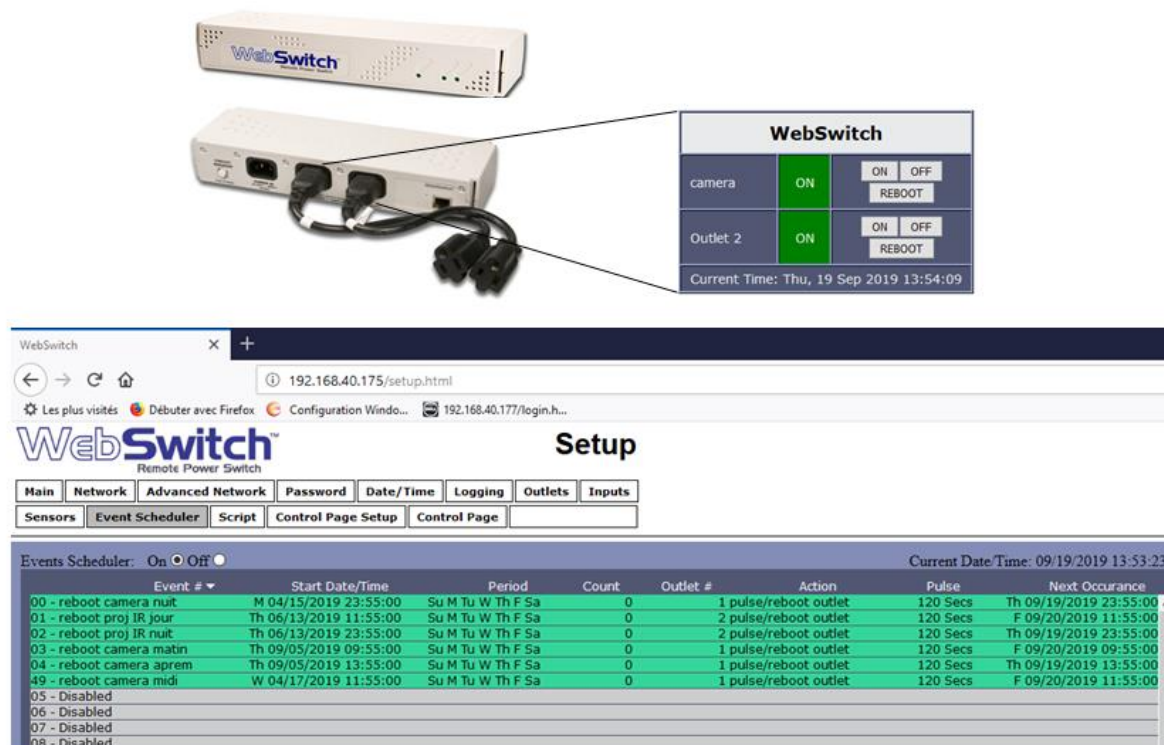 WebSwitch
WebSwitch
camera ON ON OFF REBOOT
Outlet 2 ON ON OFF REBOOT
Current Time: Thu, 19 Sep 2019 13:54:09
WebSwitch
192.168.40.175/setup.html
Les plus visités Débuter avec Firefox Configuration Windo... 192.168.40.177/login.h...
WebSwitch™ Setup
Remote Power Switch
Main Network Advanced Network Password Date/Time Logging Outlets Inputs
Sensors Event Scheduler Script Control Page Setup Control Page
Events Scheduler: On Off Current Date/Time: 09/19/2019 13:53:23
Event # Start Date/Time Period Count Outlet # Action Pulse Next Occurance
00 - reboot camera nuit M 04/15/2019 23:55:00 Su M Tu W Th F Sa 0 1 pulse/reboot outlet 120 Secs Th 09/19/2019 23:55:00
01 - reboot proj IR jour Th 06/13/2019 11:55:00 Su M Tu W Th F Sa 0 2 pulse/reboot outlet 120 Secs F 09/20/2019 11:55:00
02 - reboot proj IR nuit Th 06/13/2019 23:55:00 Su M Tu W Th F Sa 0 2 pulse/reboot outlet 120 Secs Th 09/19/2019 23:55:00
03 - reboot camera matin Th 09/05/2019 09:55:00 Su M Tu W Th F Sa 0 1 pulse/reboot outlet 120 Secs F 09/20/2019 09:55:00
04 - reboot camera aprem Th 09/05/2019 13:55:00 Su M Tu W Th F Sa 0 1 pulse/reboot outlet 120 Secs Th 09/19/2019 13:55:00
49 - reboot camera midi W 04/17/2019 11:55:00 Su M Tu W Th F Sa 0 1 pulse/reboot outlet 120 Secs F 09/20/2019 11:55:00
05 - Disabled
06 - Disabled
07 - Disabled
08 - Disabled